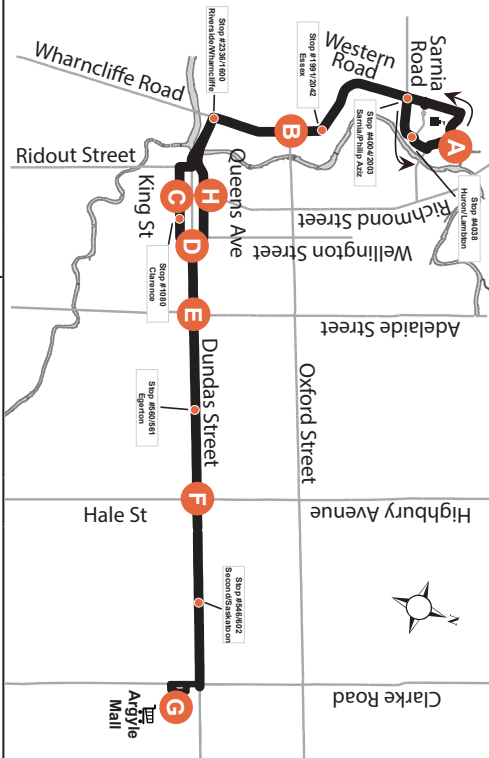 Sarnia
Road
Western
Road
Wharncliffe Road
Stop #2336/1600
Riverside/Wharncliffe
Stop #1991/2042
Essex
Stop #4004/2003
Sarnia/Philip Aziz
Stop #4038
Huron/Lambton
A
B
Ridout Street
Queens Ave
King St
C
H
D
Richmond Street
Wellington Street
Stop #1080
Clarence
E
Adelaide Street
Dundas Street
Oxford Street
Stop #560/561
Egerton
F
Hale St
Highbury Avenue
N
Stop #546/602
Second/Saskatoon
Clarke Road
G
Argyle
Mall